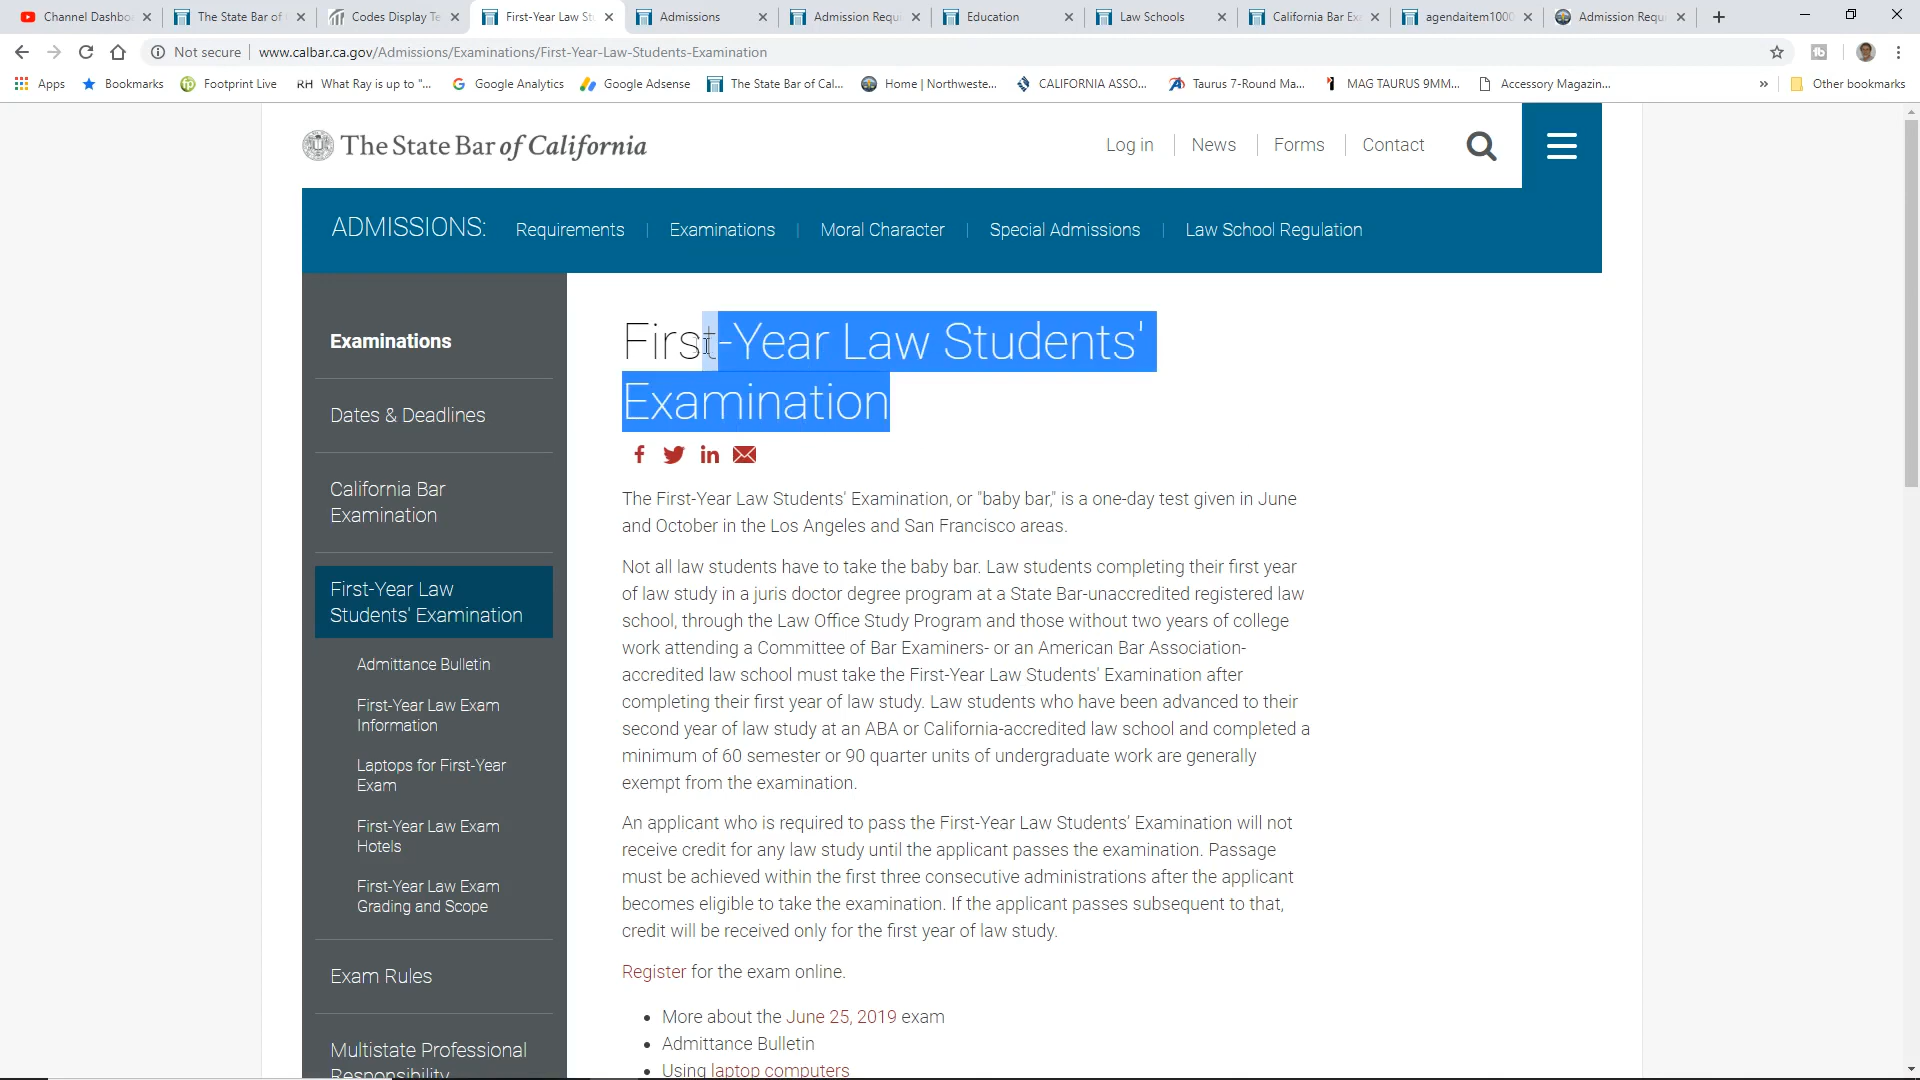 Channel Dashbo
The State Bar of
Codes Display Te
First-Year Law St
Admissions
Admission Requ
Education
Law Schools
California Bar Ex
agendaitem1000
Admission Requ
Not secure | www.calbar.ca.gov/Admissions/Examinations/First-Year-Law-Students-Examination
Apps
Bookmarks
Footprint Live
RH What Ray is up to "...
Google Analytics
Google Adsense
The State Bar of Cal...
Home | Northweste...
CALIFORNIA ASSO...
Taurus 7-Round Ma...
MAG TAURUS 9MM...
Accessory Magazin...
»
Other bookmarks
The State Bar of California
Log in
News
Forms
Contact
ADMISSIONS:
Requirements
Examinations
Moral Character
Special Admissions
Law School Regulation
Examinations
Dates & Deadlines
California Bar
Examination
First-Year Law
Students' Examination
Admittance Bulletin
First-Year Law Exam
Information
Laptops for First-Year
Exam
First-Year Law Exam
Hotels
First-Year Law Exam
Grading and Scope
Exam Rules
Multistate Professional
Responsibility
First-Year Law Students'
Examination
The First-Year Law Students' Examination, or "baby bar," is a one-day test given in June
and October in the Los Angeles and San Francisco areas.
Not all law students have to take the baby bar. Law students completing their first year
of law study in a juris doctor degree program at a State Bar-unaccredited registered law
school, through the Law Office Study Program and those without two years of college
work attending a Committee of Bar Examiners- or an American Bar Association-
accredited law school must take the First-Year Law Students' Examination after
completing their first year of law study. Law students who have been advanced to their
second year of law study at an ABA or California-accredited law school and completed a
minimum of 60 semester or 90 quarter units of undergraduate work are generally
exempt from the examination.
An applicant who is required to pass the First-Year Law Students' Examination will not
receive credit for any law study until the applicant passes the examination. Passage
must be achieved within the first three consecutive administrations after the applicant
becomes eligible to take the examination. If the applicant passes subsequent to that,
credit will be received only for the first year of law study.
Register for the exam online.
• More about the June 25, 2019 exam
• Admittance Bulletin
• Using laptop computers